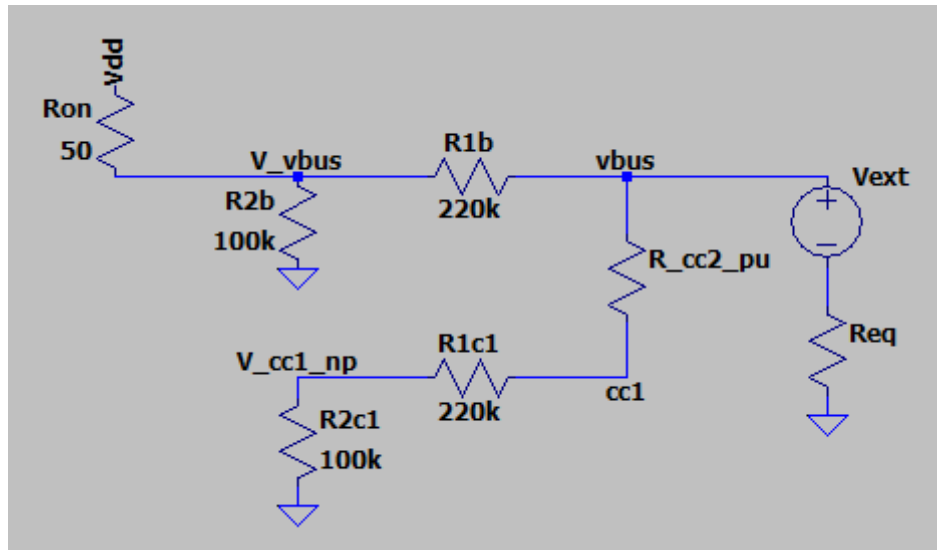 Vdd
Ron
50
V_vbus
R1b
220k
vbus
Vext
+
−
R2b
100k
R_cc2_pu
Req
V_cc1_np
R1c1
220k
cc1
R2c1
100k